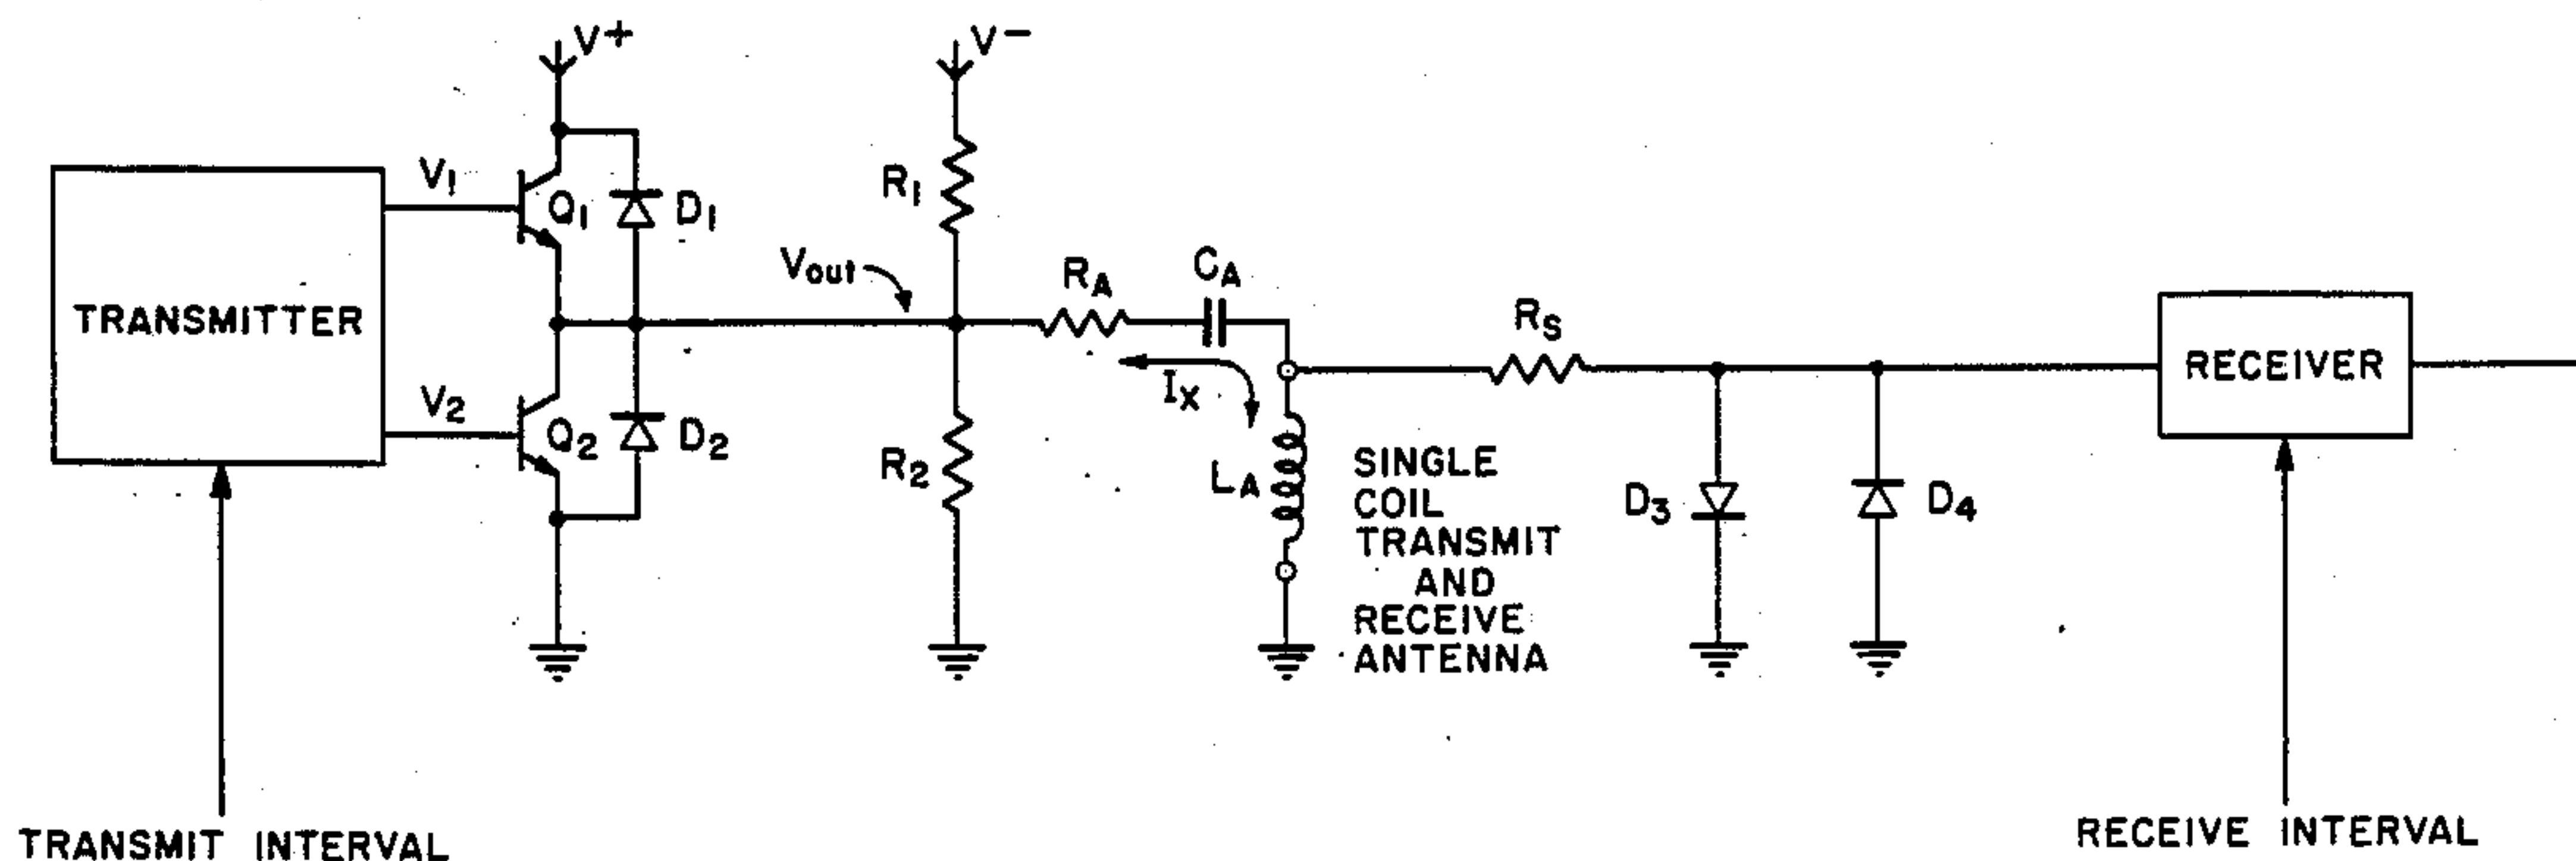 V+
V-
V1
Q1
D1
R1
TRANSMITTER
Vout
RA
CA
RS
RECEIVER
IX
V2
Q2
D2
R2
LA
SINGLE
COIL
TRANSMIT
AND
RECEIVE
ANTENNA
D3
D4
TRANSMIT INTERVAL
RECEIVE INTERVAL